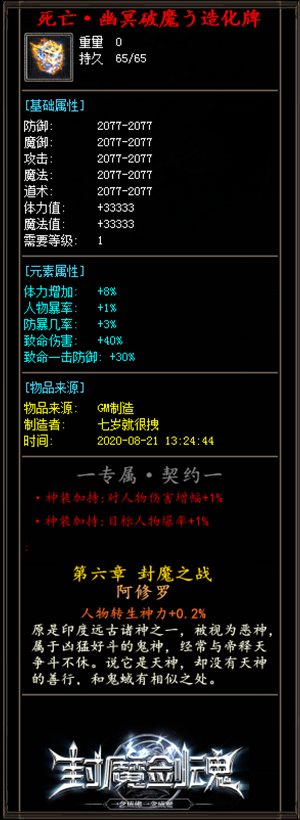 死亡·幽冥破魔う造化牌
重量 0
持久 65/65
[基础属性]
防御: 2077-2077
魔御: 2077-2077
攻击: 2077-2077
魔法: 2077-2077
道术: 2077-2077
体力值: +33333
魔法值: +33333
需要等级: 1
[元素属性]
体力增加: +8%
人物暴率: +1%
防暴几率: +3%
致命伤害: +40%
致命一击防御: +30%
[物品来源]
物品来源: GM制造
制造者: 七岁就很拽
时间: 2020-08-21 13:24:44
一专属·契约一
·神装加持:对人物伤害增幅+1%
·神装加持:目标人物爆率+1%
:
第六章 封魔之战
阿修罗
人物转生神力+0.2%
原是印度远古诸神之一，被视为恶神，
属于凶猛好斗的鬼神，经常与帝释天
争斗不休。说它是天神，却没有天神
的善行，和鬼蜮有相似之处。
封魔剑魂